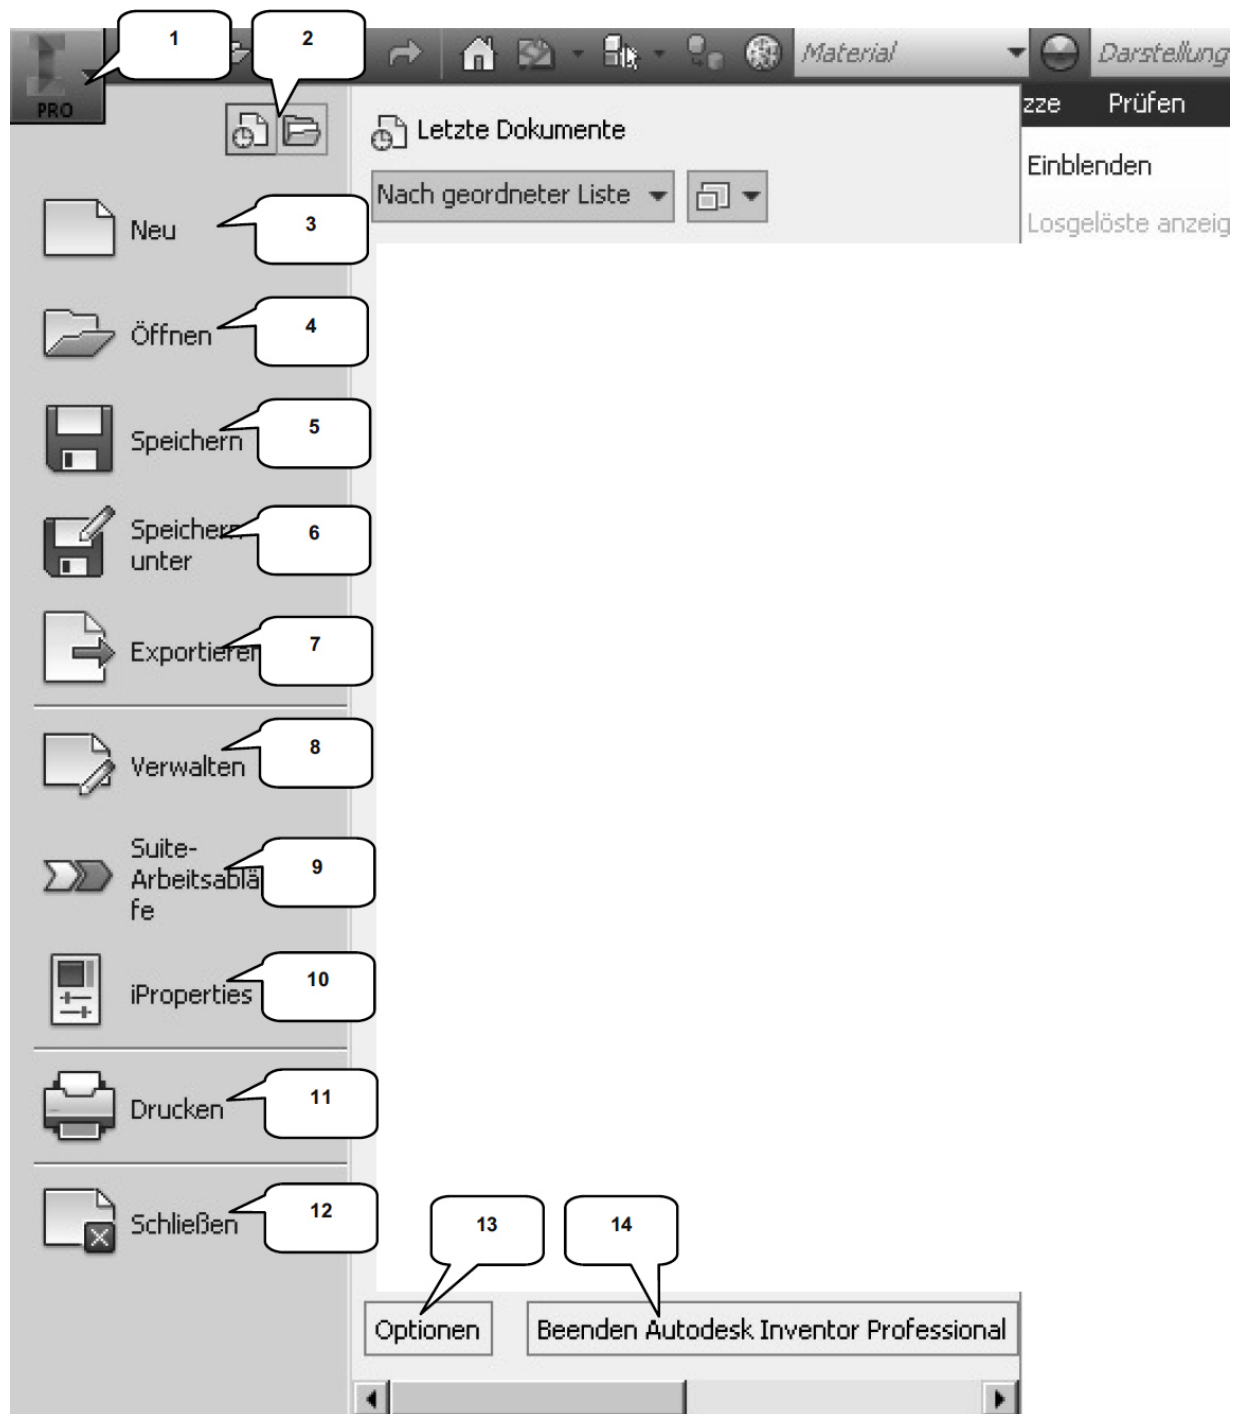 1
2
Material
Darstellung
PRO
zze Prüfen
Letzte Dokumente
Einblenden
Nach geordneter Liste
Losgelöste anzeig
Neu
3
Öffnen
4
Speichern
5
Speichern
unter
6
Exportieren
7
Verwalten
8
Suite-
Arbeitsablä
fe
9
iProperties
10
Drucken
11
Schließen
12
13
14
Optionen
Beenden Autodesk Inventor Professional